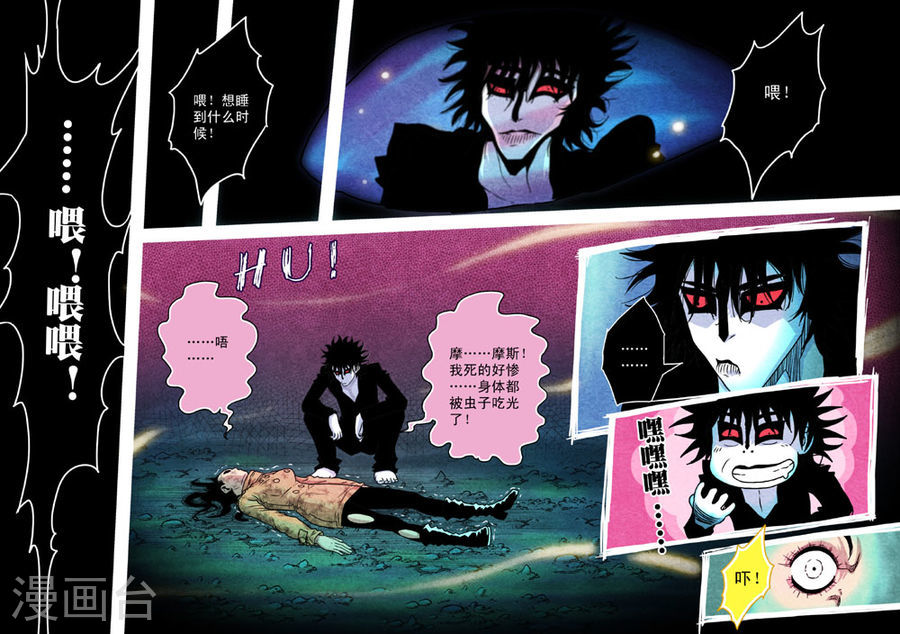 ……喂！喂喂！
喂！想睡
到什么时
候！
喂！
HU!
……唔
……
摩……摩斯！
我死的好惨
……身体都
被虫子吃光
了！
……
……
嘿嘿嘿……
吓！
漫画台